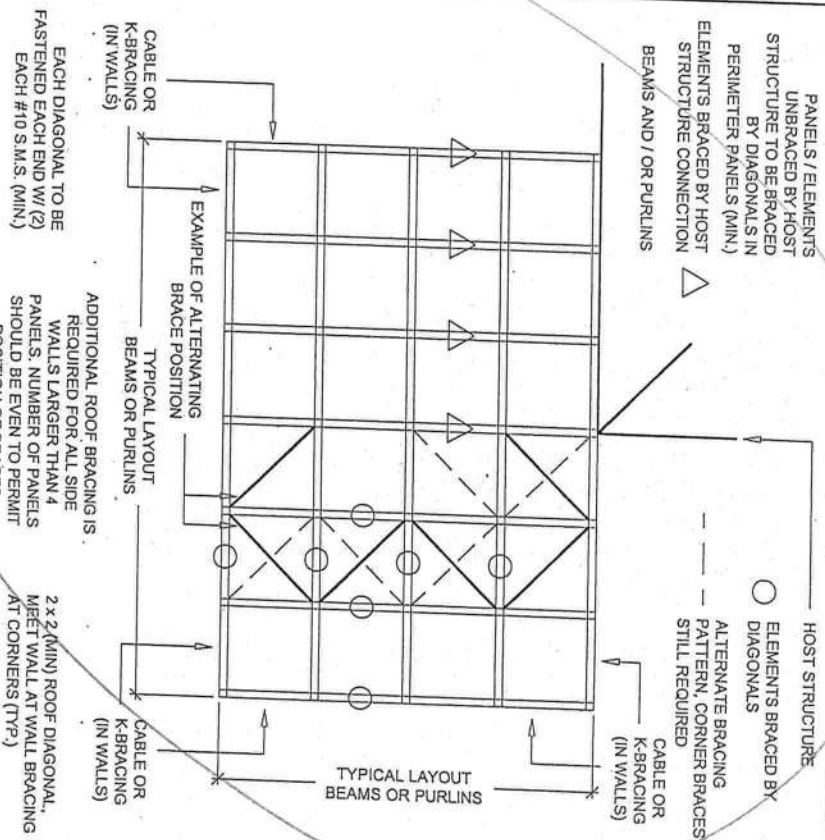 PANELS / ELEMENTS
UNBRACED BY HOST
STRUCTURE TO BE BRACED
BY DIAGONALS IN
PERIMETER PANELS (MIN.)
ELEMENTS BRACED BY HOST
STRUCTURE CONNECTION
BEAMS AND / OR PURLINS
HOST STRUCTURE
ELEMENTS BRACED BY
DIAGONALS
ALTERNATE BRACING
PATTERN, CORNER BRACES
STILL REQUIRED
CABLE OR
K-BRACING
(IN WALLS)
CABLE OR
K-BRACING
(IN WALLS)
TYPICAL LAYOUT
BEAMS OR PURLINS
EXAMPLE OF ALTERNATING
BRACE POSITION
TYPICAL LAYOUT
BEAMS OR PURLINS
CABLE OR
K-BRACING
(IN WALLS)
EACH DIAGONAL TO BE
FASTENED EACH END W/ (2)
EACH #10 S.M.S. (MIN.)
ADDITIONAL ROOF BRACING IS
REQUIRED FOR ALL SIDE
WALLS LARGER THAN 4
PANELS. NUMBER OF PANELS
SHOULD BE EVEN TO PERMIT
2 x 2 (MIN) ROOF DIAGONAL,
MEET WALL AT WALL BRACING
AT CORNERS (TYP.)